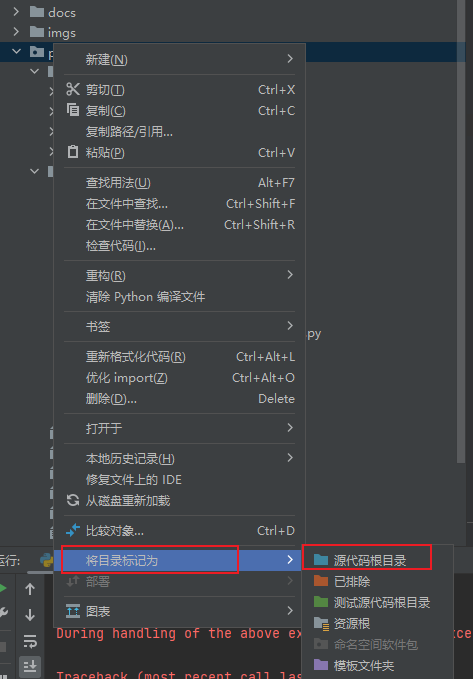 docs
imgs
新建(N)
剪切(T) Ctrl+X
复制(C) Ctrl+C
复制路径/引用...
粘贴(P) Ctrl+V
查找用法(U) Alt+F7
在文件中查找... Ctrl+Shift+F
在文件中替换(A)... Ctrl+Shift+R
检查代码(I)...
重构(R)
清除 Python 编译文件
书签
py
重新格式化代码(R) Ctrl+Alt+L
优化 import(Z) Ctrl+Alt+O
删除(D)... Delete
打开于
本地历史记录(H)
修复文件上的 IDE
从磁盘重新加载
比较对象... Ctrl+D
运行:
将目录标记为
源代码根目录
部署
已排除
测试源代码根目录
图表
资源根
During handling of the above ex
命名空间软件包
模板文件夹
Traceback (most recent call las